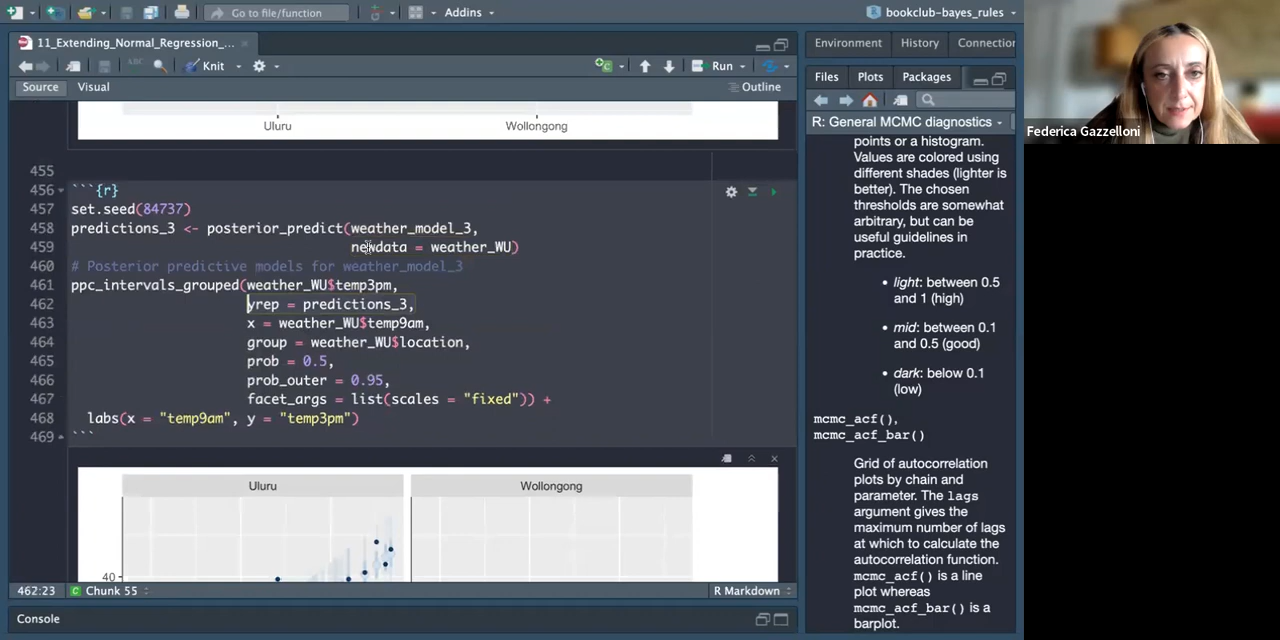 Go to file/function
Addins
bookclub-bayes_rules
11_Extending_Normal_Regression_...
Knit
Run
Source
Visual
Outline
Uluru
Wollongong
455
456 ```{r}
457 set.seed(84737)
458 predictions_3 <- posterior_predict(weather_model_3,
459 newdata = weather_WU)
460 # Posterior predictive models for weather_model_3
461 ppc_intervals_grouped(weather_WU$temp3pm,
462 yrep = predictions_3,
463 x = weather_WU$temp9am,
464 group = weather_WU$location,
465 prob = 0.5,
466 prob_outer = 0.95,
467 facet_args = list(scales = "fixed")) +
468 labs(x = "temp9am", y = "temp3pm")
469 ```
Uluru
Wollongong
40
462:23
C Chunk 55
R Markdown
Console
Environment
History
Connection
Files
Plots
Packages
R: General MCMC diagnostics
points or a histogram.
Values are colored using
different shades (lighter is
better). The chosen
thresholds are somewhat
arbitrary, but can be
useful guidelines in
practice.
• light: between 0.5
and 1 (high)
• mid: between 0.1
and 0.5 (good)
• dark: below 0.1
(low)
mcmc_acf(),
mcmc_acf_bar()
Grid of autocorrelation
plots by chain and
parameter. The lags
argument gives the
maximum number of lags
at which to calculate the
autocorrelation function.
mcmc_acf() is a line
plot whereas
mcmc_acf_bar() is a
barplot.
Federica Gazzelloni